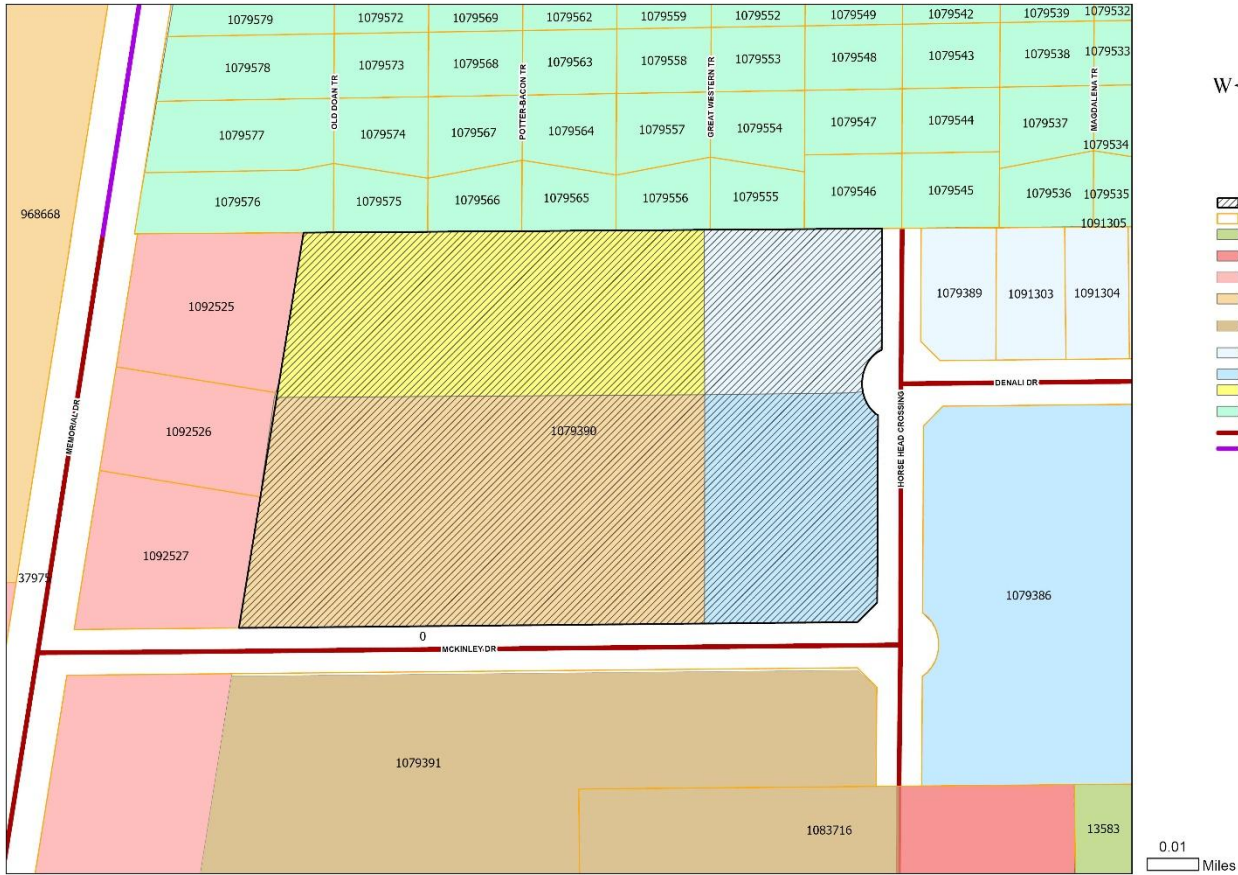 1079579 1079572 1079569 1079562 1079559 1079552 1079549 1079542 1079539 1079532
1079578 1079573 1079568 1079563 1079558 1079553 1079548 1079543 1079538 1079533
OLD DOAN TR
POTTER-BACON TR
GREAT WESTERN TR
MAGDALENA TR
W
1079577 1079574 1079567 1079564 1079557 1079554 1079547 1079544 1079537 1079534
1079576 1079575 1079566 1079565 1079556 1079555 1079546 1079545 1079536 1079535
968668
1091305
1092525
1079389 1091303 1091304
DENALI DR
MEMORIAL DR
1092526
1079390
HORSE HEAD CROSSING
1092527
37975
1079386
0
MCKINLEY DR
1079391
1083716
13583
0.01
Miles